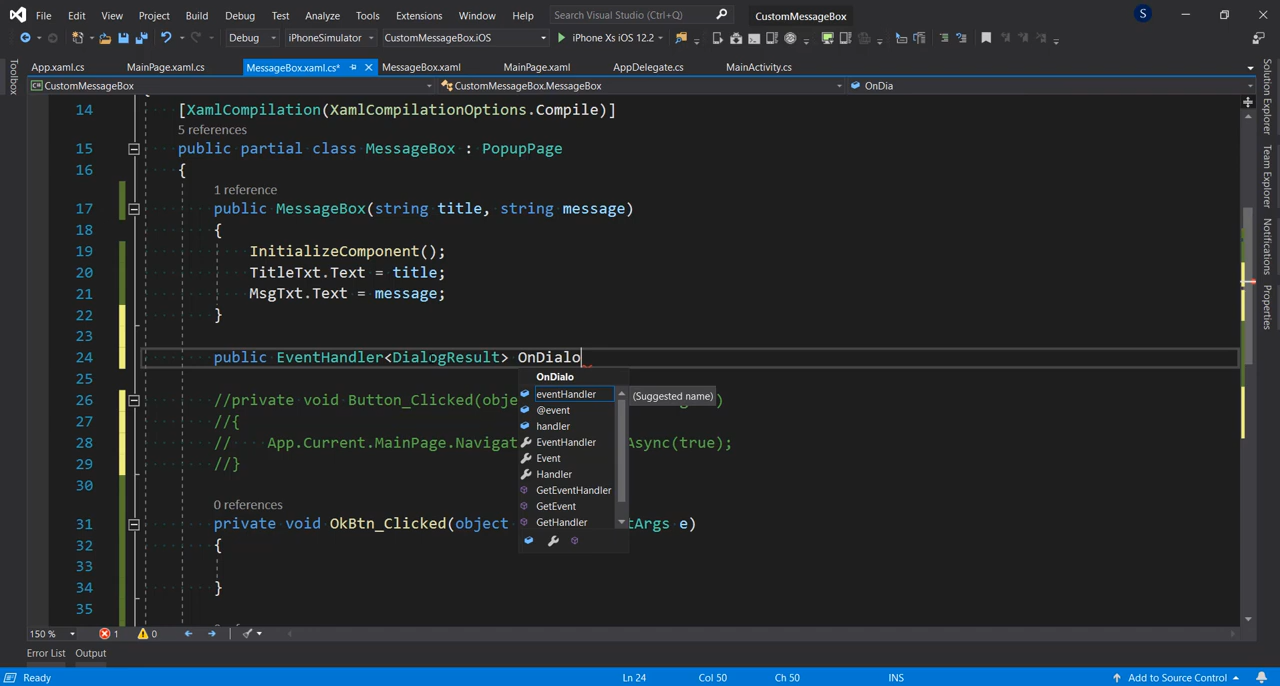 File Edit View Project Build Debug Test Analyze Tools Extensions Window Help Search Visual Studio (Ctrl+Q) CustomMessageBox S
Debug iPhoneSimulator CustomMessageBox.iOS iPhone Xs iOS 12.2
App.xaml.cs MainPage.xaml.cs MessageBox.xaml.cs* MessageBox.xaml MainPage.xaml AppDelegate.cs MainActivity.cs
CustomMessageBox CustomMessageBox.MessageBox OnDia
Toolbox
Solution Explorer
Team Explorer
Notifications
Properties
14 [XamlCompilation(XamlCompilationOptions.Compile)]
5 references
15 public partial class MessageBox : PopupPage
16 {
1 reference
17 public MessageBox(string title, string message)
18 {
19 InitializeComponent();
20 TitleTxt.Text = title;
21 MsgTxt.Text = message;
22 }
23
24 public EventHandler<DialogResult> OnDialo
25
26 //private void Button_Clicked(obje )
27 //{
28 // App.Current.MainPage.Navigat Async(true);
29 //}
30
0 references
31 private void OkBtn_Clicked(object tArgs e)
32 {
33
34 }
35
OnDialo
eventHandler (Suggested name)
@event
handler
EventHandler
Event
Handler
GetEventHandler
GetEvent
GetHandler
150 % 1 0
Error List Output
Ready Ln 24 Col 50 Ch 50 INS Add to Source Control